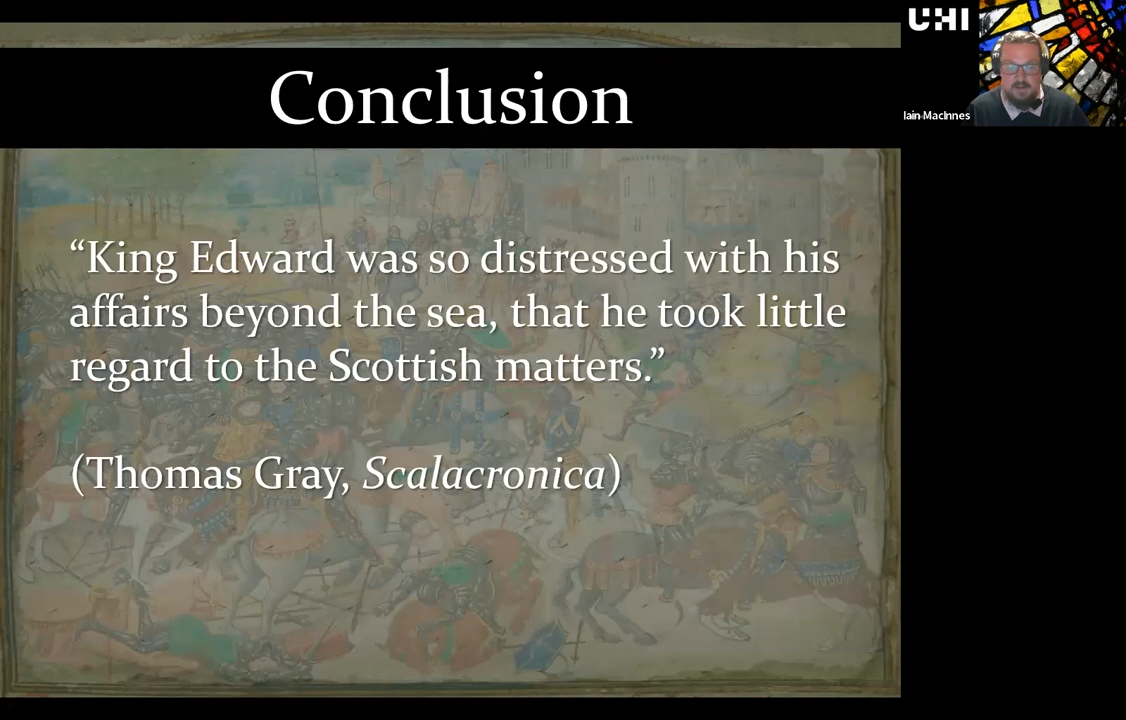 UHI
Iain MacInnes
Conclusion
“King Edward was so distressed with his
affairs beyond the sea, that he took little
regard to the Scottish matters.”
(Thomas Gray, Scalacronica)